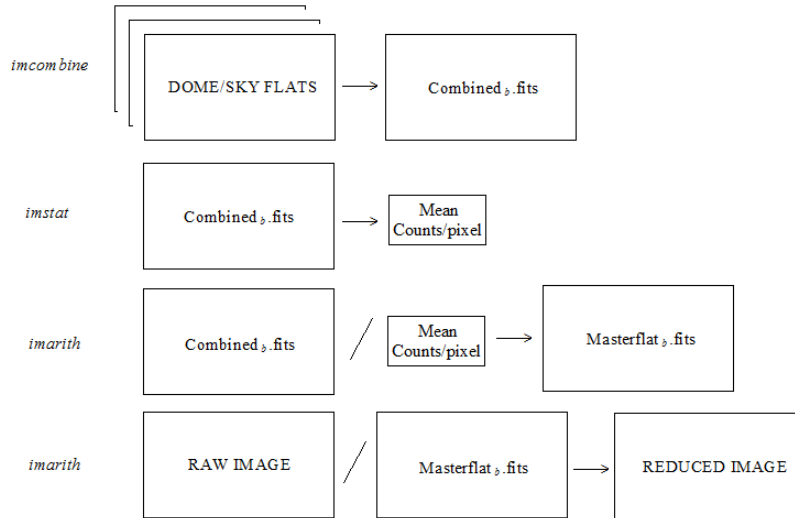 imcombine
DOME/SKY FLATS
Combined b.fits
imstat
Combined b.fits
Mean
Counts/pixel
imarith
Combined b.fits
/
Mean
Counts/pixel
Masterflat b.fits
imarith
RAW IMAGE
/
Masterflat b.fits
REDUCED IMAGE